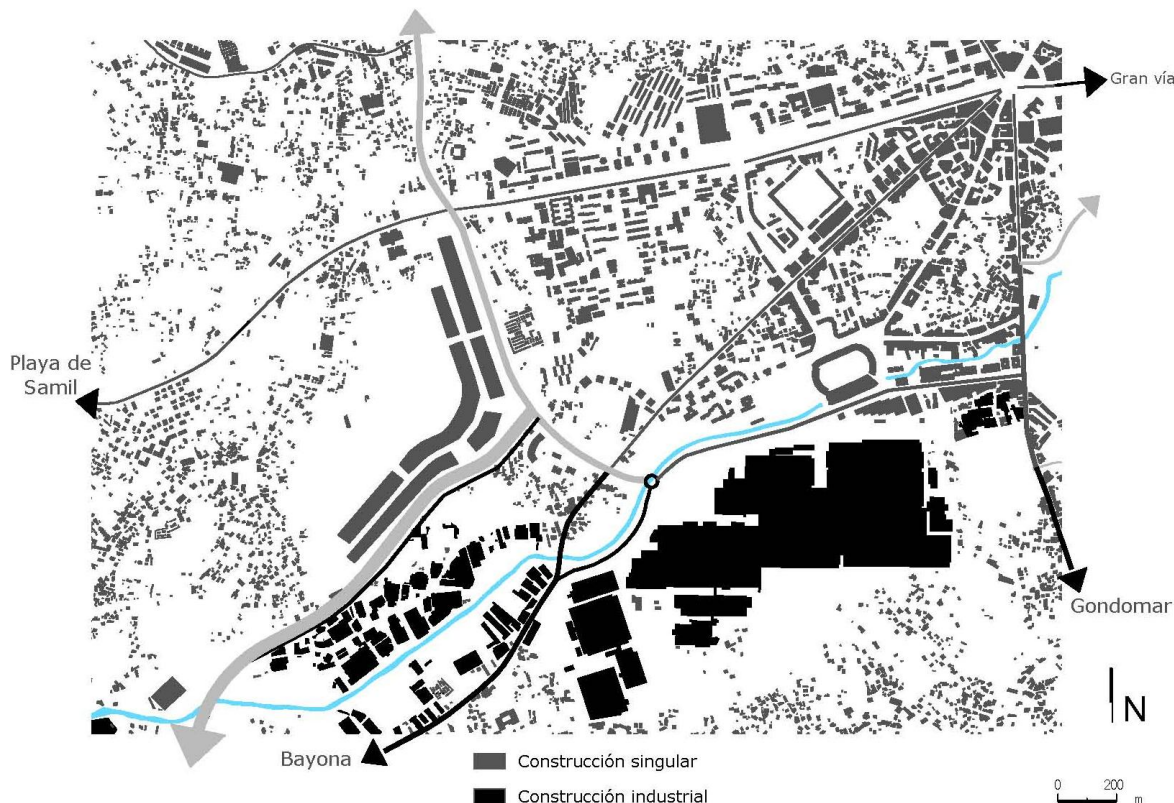 Gran vía
Playa de
Samil
Gondomar
N
Bayona
Construcción singular
Construcción industrial
0 200
m